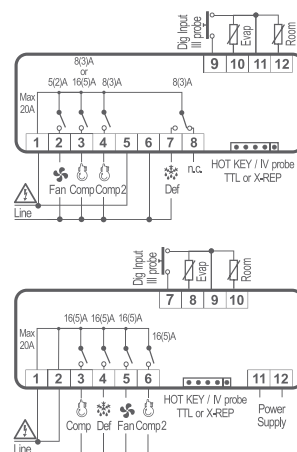 Dig Input
III probe
Evap
Room
9 10 11 12
8(3)A
or
5(2)A 16(5)A 8(3)A 8(3)A
Max
20A
1 2 3 4 5 6 7 8
HOT KEY / IV probe
TTL or X-REP
Fan Comp Comp2 Def n.c.
Line
Dig Input
III probe
Evap
Room
7 8 9 10
16(5)A 16(5)A 16(5)A 16(5)A
Max
20A
1 2 3 4 5 6 11 12
HOT KEY / IV probe
TTL or X-REP
Comp Def Fan Comp2
Power
Supply
Line